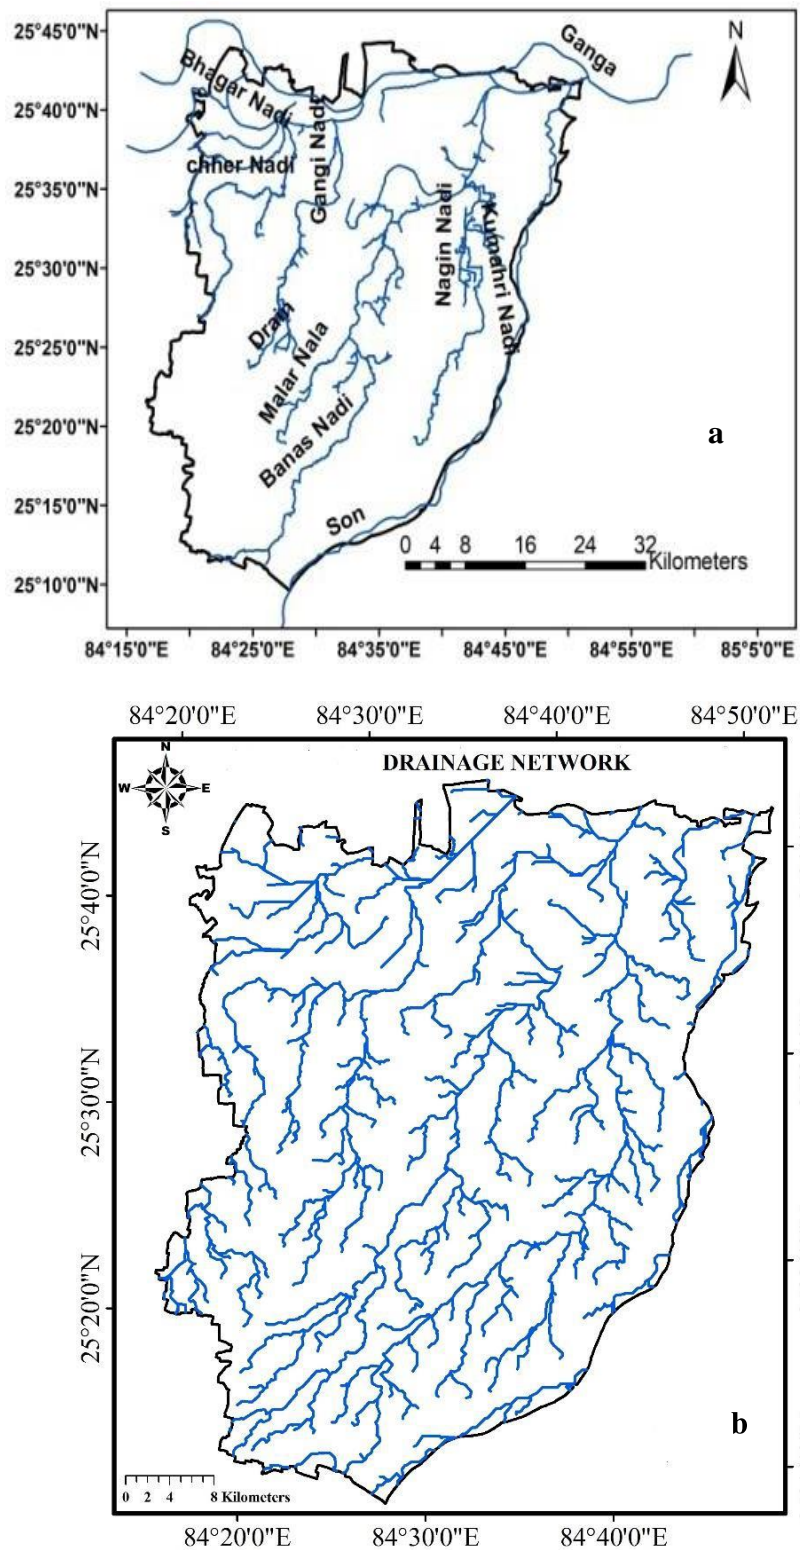 25°45'0"N
25°40'0"N
25°35'0"N
25°30'0"N
25°25'0"N
25°20'0"N
25°15'0"N
25°10'0"N
Ganga
N
Bhagar Nadi
chher Nadi
Gangi Nadi
Nagin Nadi
Kumahri Nadi
Drain
Malar Nala
Banas Nadi
Son
a
0 4 8 16 24 32
Kilometers
84°15'0"E 84°25'0"E 84°35'0"E 84°45'0"E 84°55'0"E 85°5'0"E
84°20'0"E 84°30'0"E 84°40'0"E 84°50'0"E
DRAINAGE NETWORK
N
W E
S
25°40'0"N
25°30'0"N
25°20'0"N
b
0 2 4 8 Kilometers
84°20'0"E 84°30'0"E 84°40'0"E